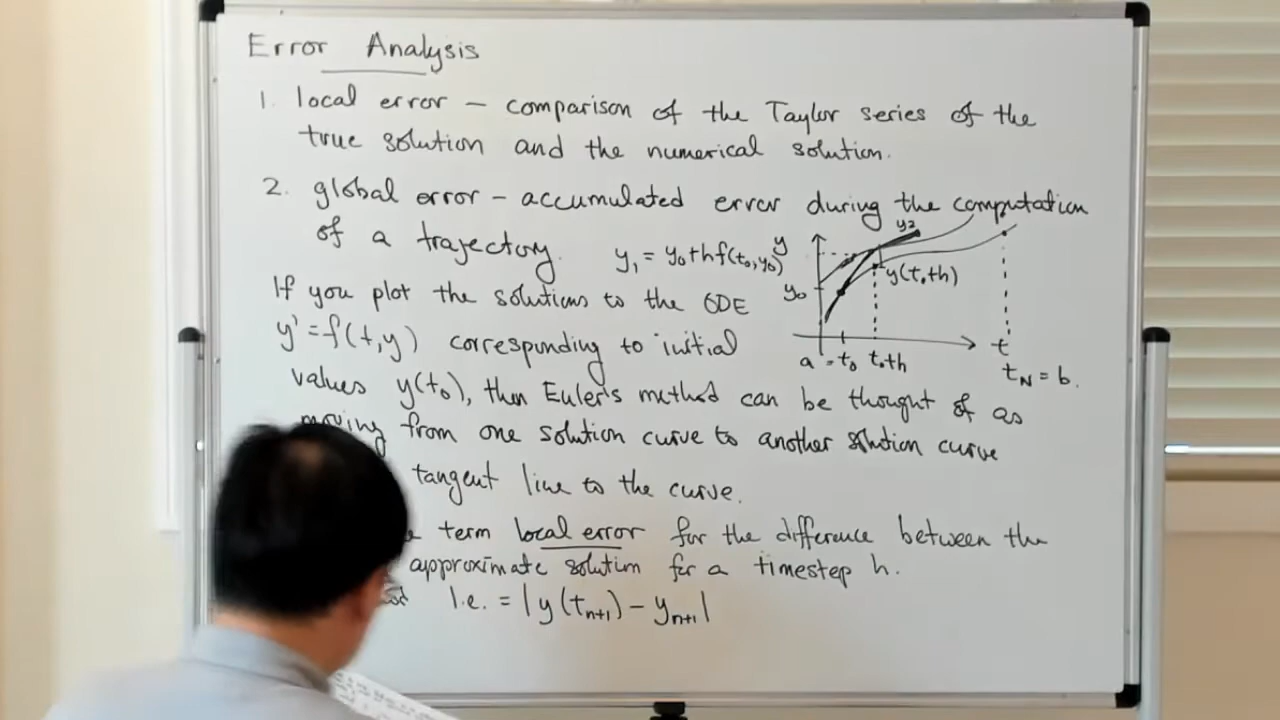 Error Analysis
1. local error – comparison of the Taylor series of the
true solution and the numerical solution.
2. global error – accumulated error during the computation
of a trajectory.
y₁ = y₀+hf(t₀,y₀)
y
y₂
y(t₀+h)
y₀
a = t₀ t₀+h
t
t_N = b.
If you plot the solutions to the ODE
y' = f(t,y) corresponding to initial
values y(t₀), then Euler's method can be thought of as
moving from one solution curve to another solution curve
tangent line to the curve.
term local error for the difference between the
approximate solution for a timestep h.
l.e. = |y(t_{n+1}) – y_{n+1}|